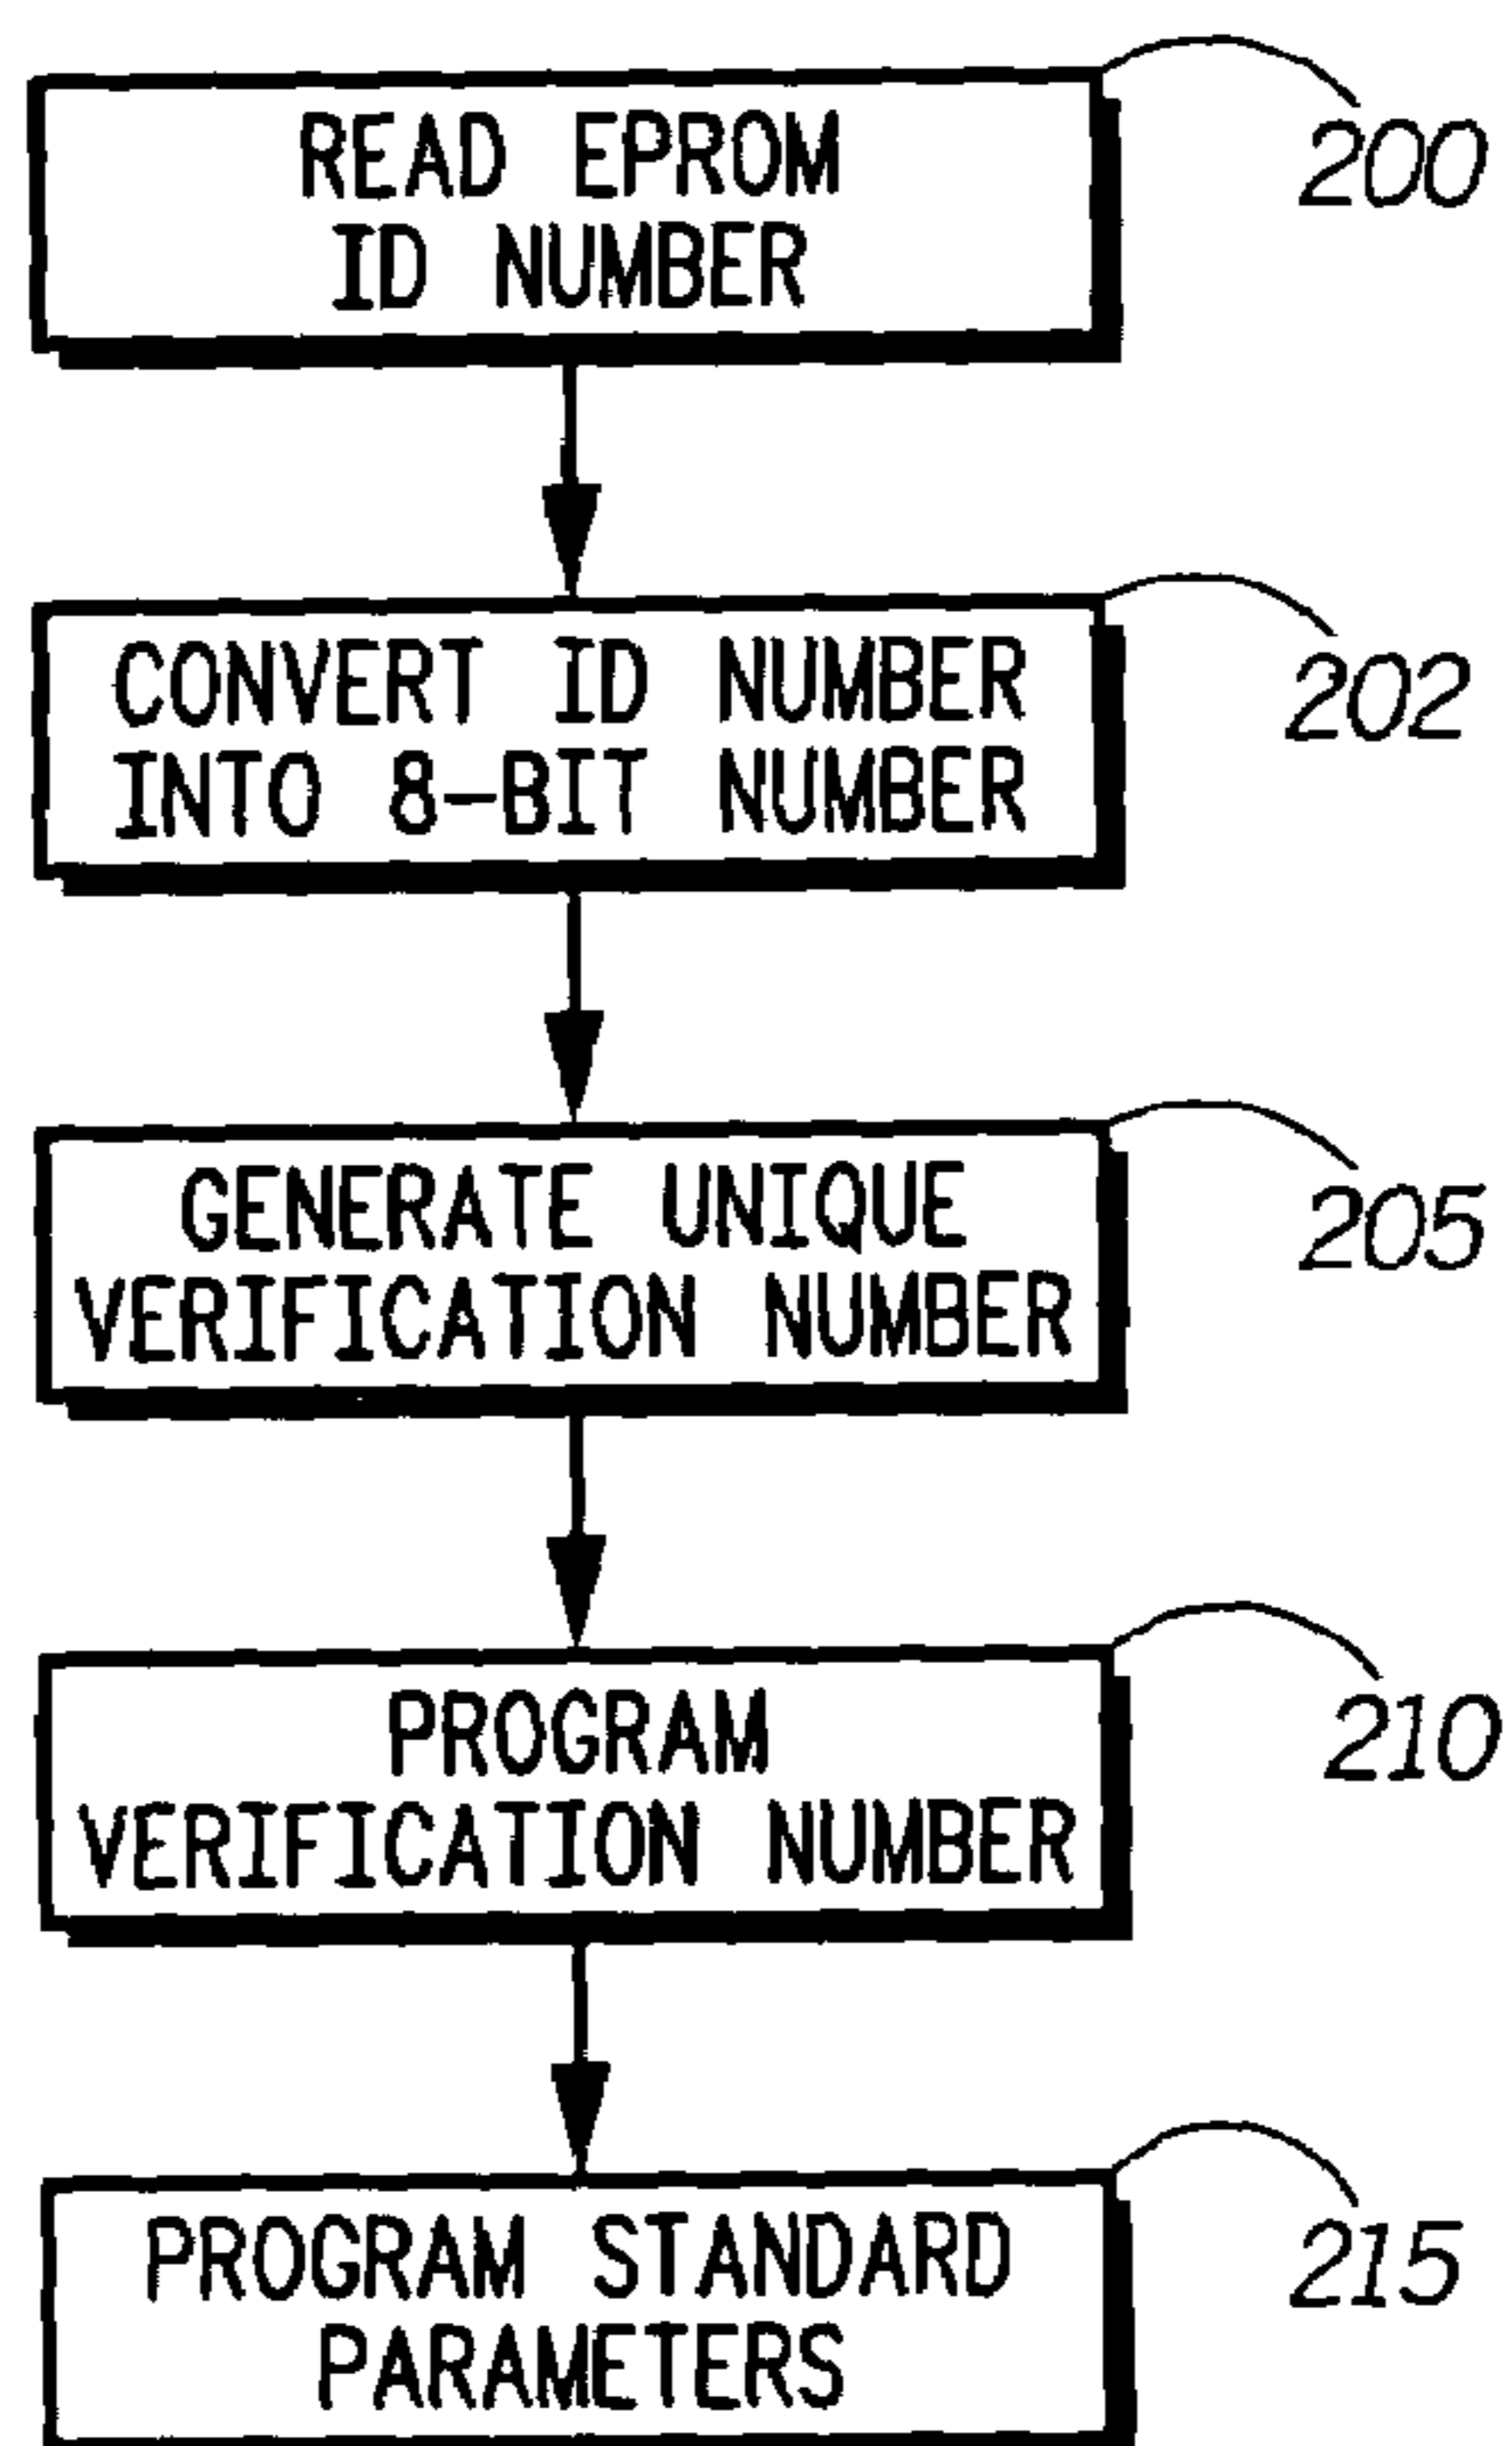 READ EPROM
ID NUMBER
200
CONVERT ID NUMBER
INTO 8-BIT NUMBER
202
GENERATE UNIQUE
VERIFICATION NUMBER
205
PROGRAM
VERIFICATION NUMBER
210
PROGRAM STANDARD
PARAMETERS
215